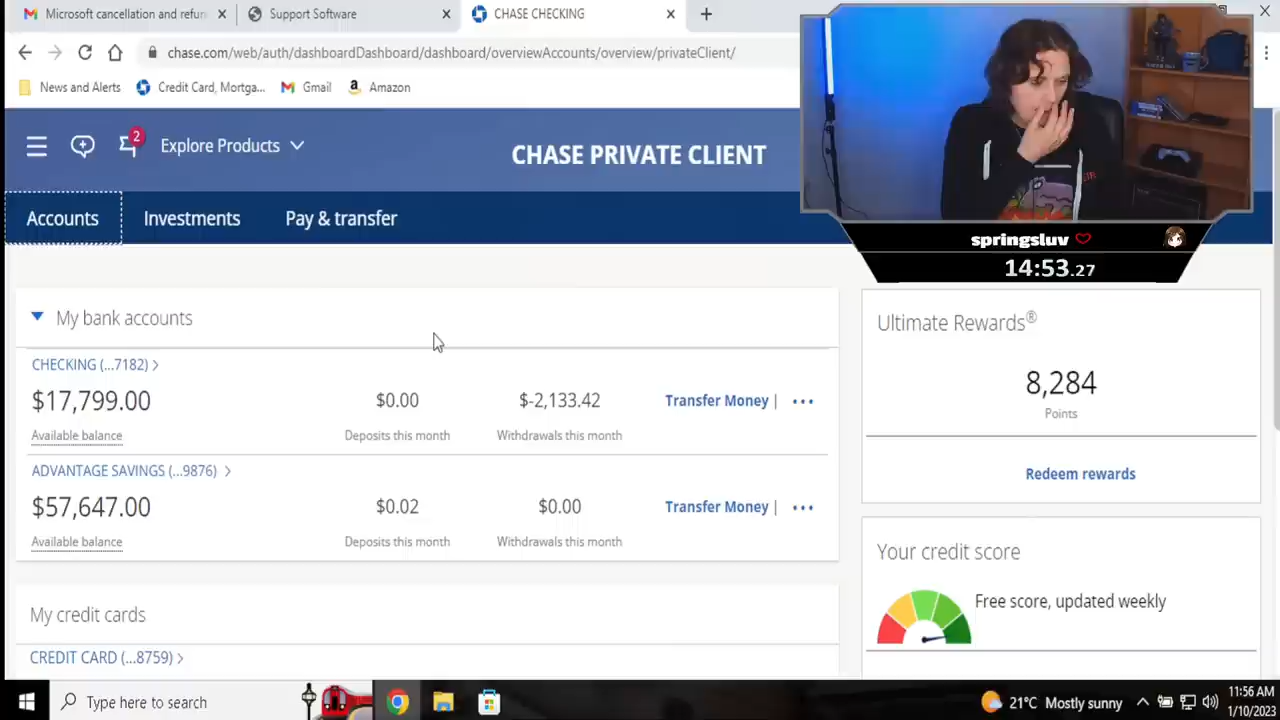 Microsoft cancellation and refun
Support Software
CHASE CHECKING
chase.com/web/auth/dashboardDashboard/dashboard/overviewAccounts/overview/privateClient/
News and Alerts
Credit Card, Mortga...
Gmail
Amazon
2
Explore Products
CHASE PRIVATE CLIENT
Accounts
Investments
Pay & transfer
springsluv
14:53.27
My bank accounts
CHECKING (...7182)
$17,799.00
$0.00
$-2,133.42
Transfer Money |
Available balance
Deposits this month
Withdrawals this month
ADVANTAGE SAVINGS (...9876)
$57,647.00
$0.02
$0.00
Transfer Money |
Available balance
Deposits this month
Withdrawals this month
My credit cards
CREDIT CARD (...8759)
Ultimate Rewards®
8,284
Points
Redeem rewards
Your credit score
Free score, updated weekly
Type here to search
21°C Mostly sunny
11:56 AM
1/10/2023